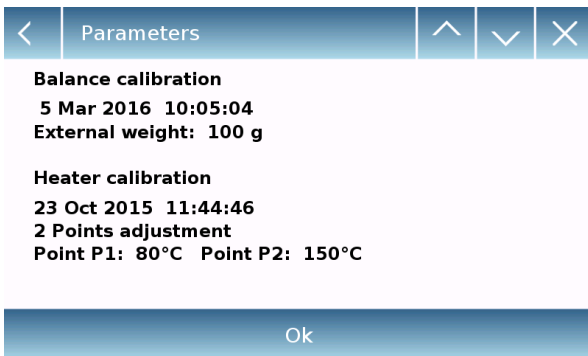 Parameters
Balance calibration
5 Mar 2016 10:05:04
External weight: 100 g
Heater calibration
23 Oct 2015 11:44:46
2 Points adjustment
Point P1: 80°C Point P2: 150°C
Ok